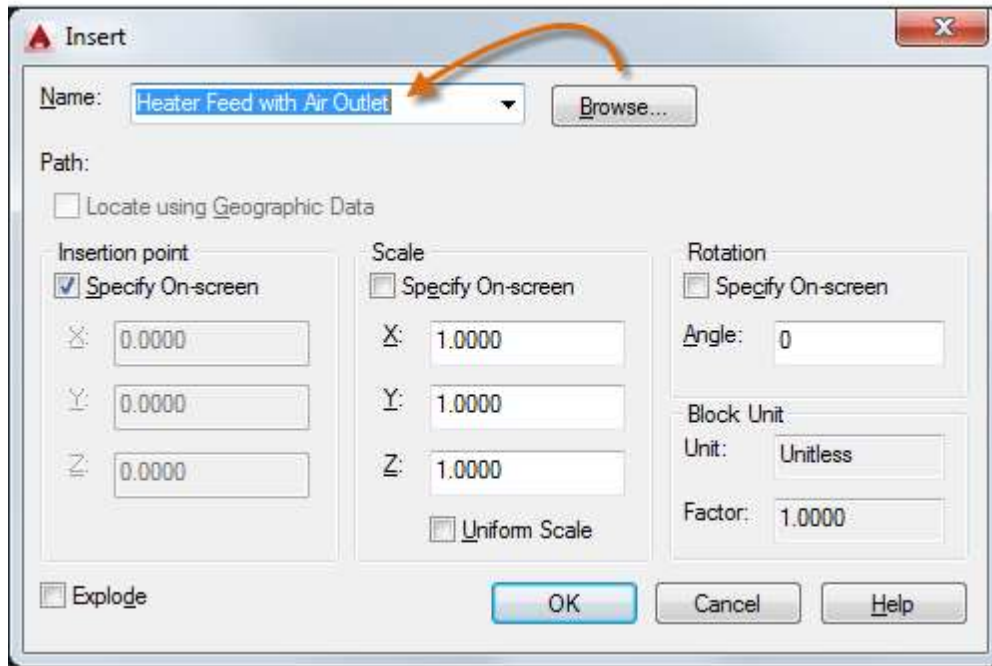 Insert
Name: Heater Feed with Air Outlet Browse...
Path:
Locate using Geographic Data
Insertion point
Specify On-screen
X: 0.0000
Y: 0.0000
Z: 0.0000
Scale
Specify On-screen
X: 1.0000
Y: 1.0000
Z: 1.0000
Uniform Scale
Rotation
Specify On-screen
Angle: 0
Block Unit
Unit: Unitless
Factor: 1.0000
Explode
OK Cancel Help